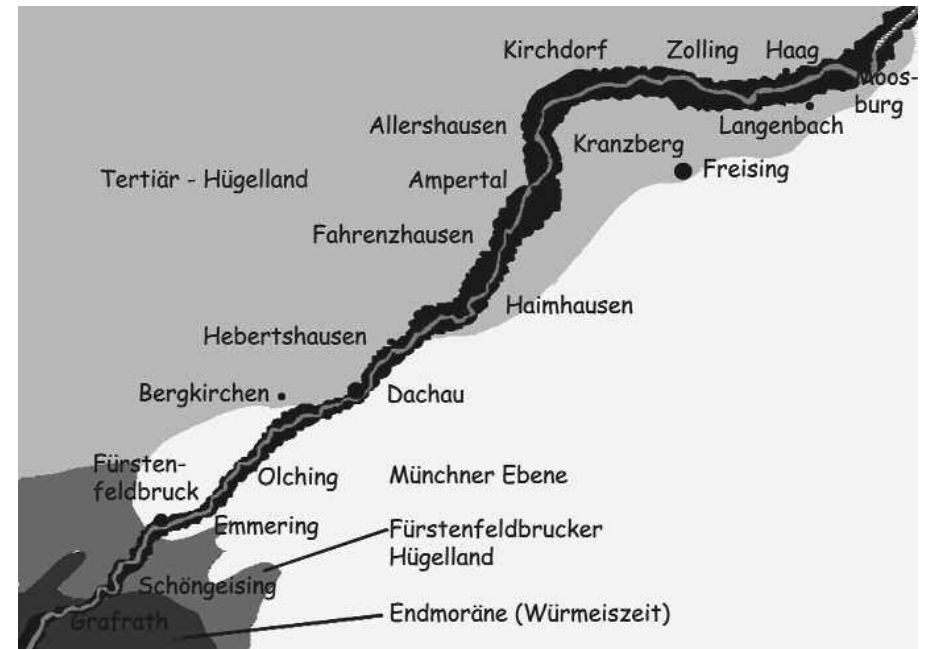 Kirchdorf Zolling Haag
Moos-
burg
Allershausen
Langenbach
Kranzberg
Freising
Tertiär - Hügelland
Ampertal
Fahrenzhausen
Haimhausen
Hebertshausen
Bergkirchen
Dachau
Fürsten-
feldbruck
Olching
Münchner Ebene
Emmering
Fürstenfeldbrucker
Hügelland
Schöngeising
Endmoräne (Würmeiszeit)
Grafrath